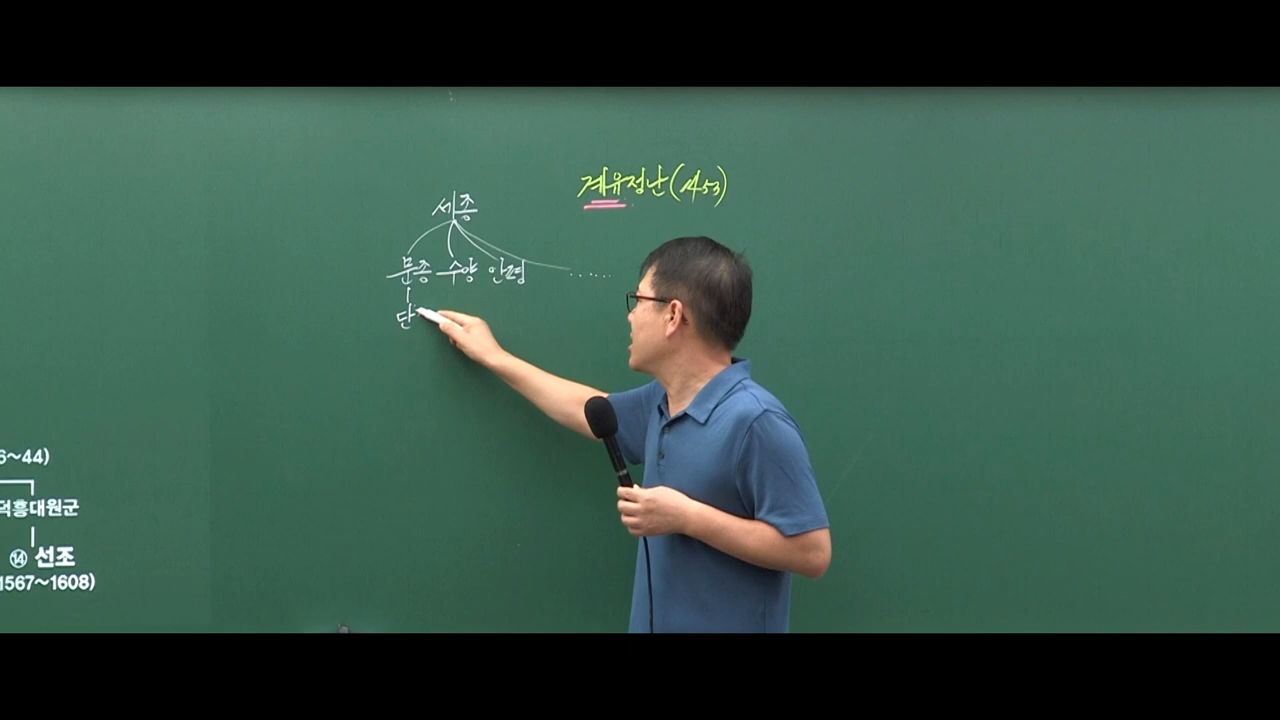 계유정난(1453)
세종
문종 수양 안평 ......
단
6~44)
덕흥대원군
⑭ 선조
1567~1608)